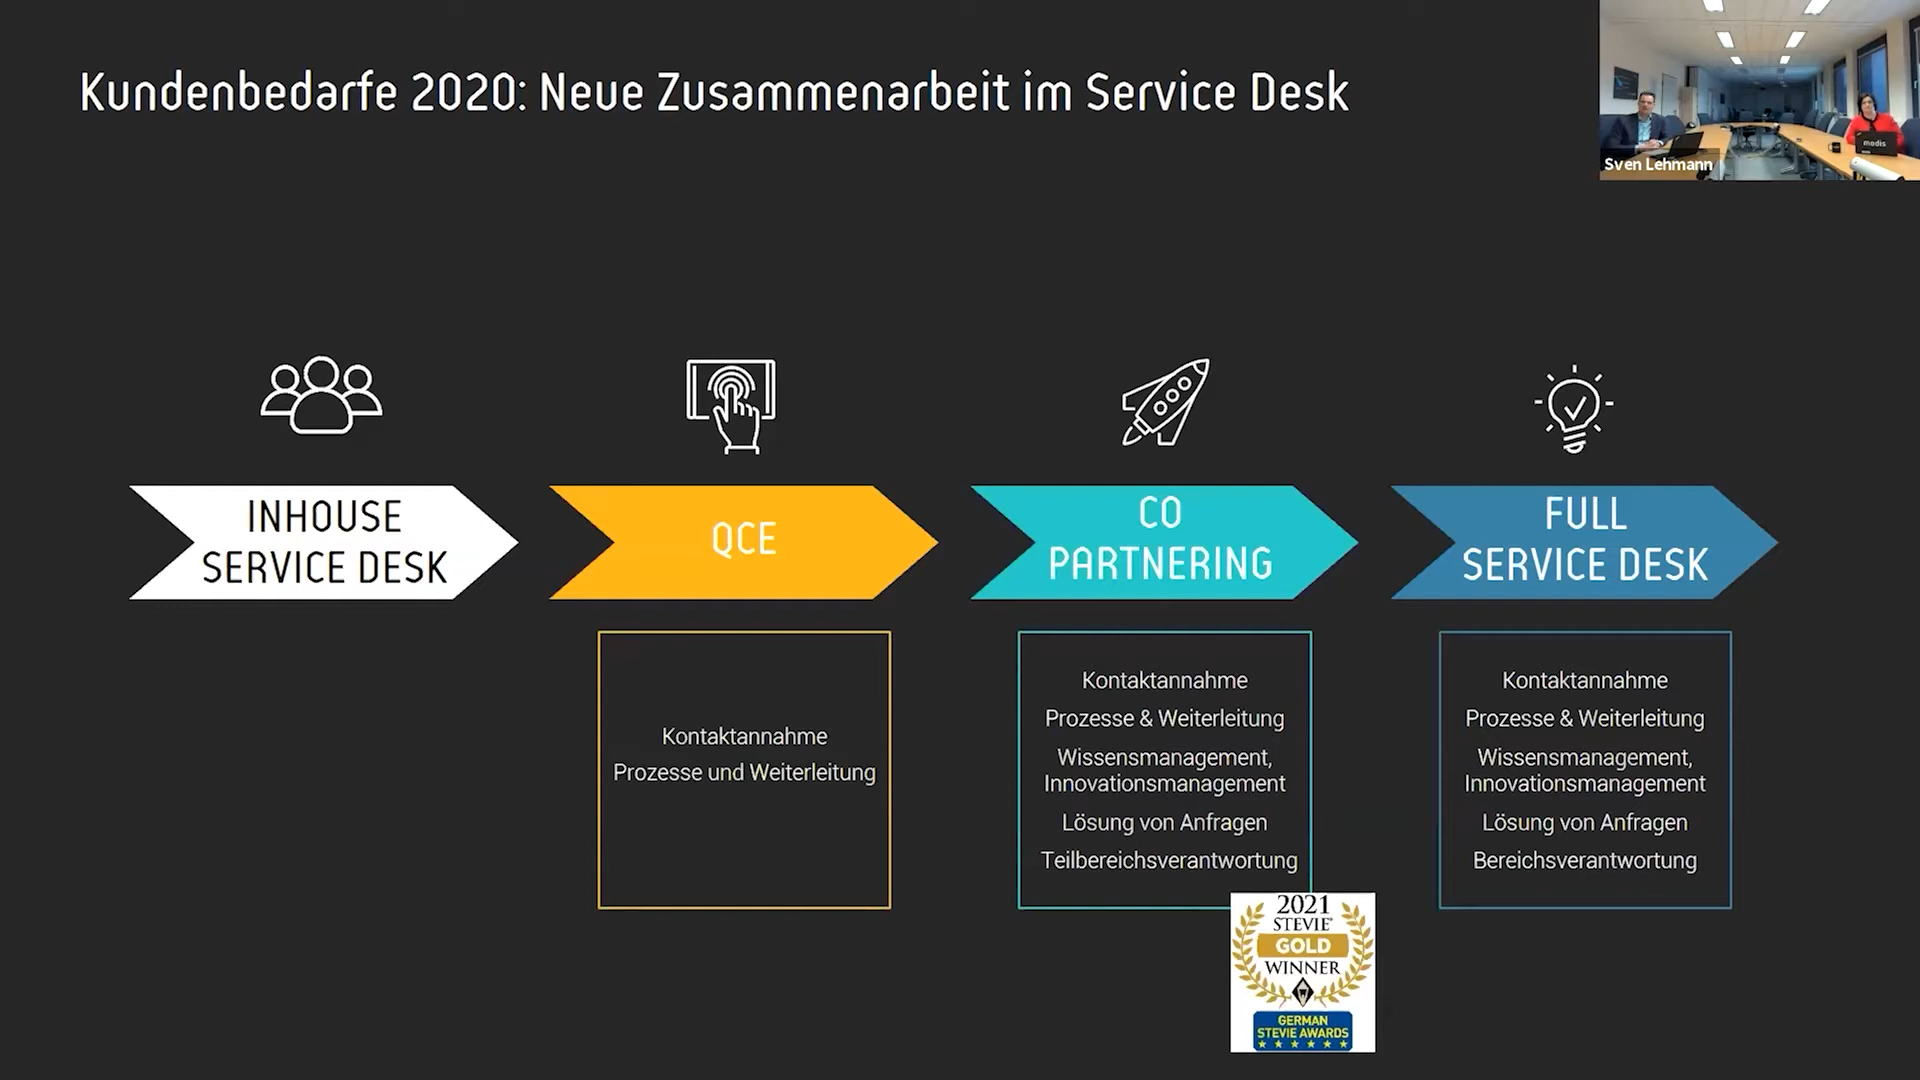 Kundenbedarfe 2020: Neue Zusammenarbeit im Service Desk
Sven Lehmann
modis
INHOUSE
SERVICE DESK
QCE
CO
PARTNERING
FULL
SERVICE DESK
Kontaktannahme
Prozesse und Weiterleitung
Kontaktannahme
Prozesse & Weiterleitung
Wissensmanagement,
Innovationsmanagement
Lösung von Anfragen
Teilbereichsverantwortung
Kontaktannahme
Prozesse & Weiterleitung
Wissensmanagement,
Innovationsmanagement
Lösung von Anfragen
Bereichsverantwortung
2021
STEVIE®
GOLD
WINNER
GERMAN
STEVIE AWARDS